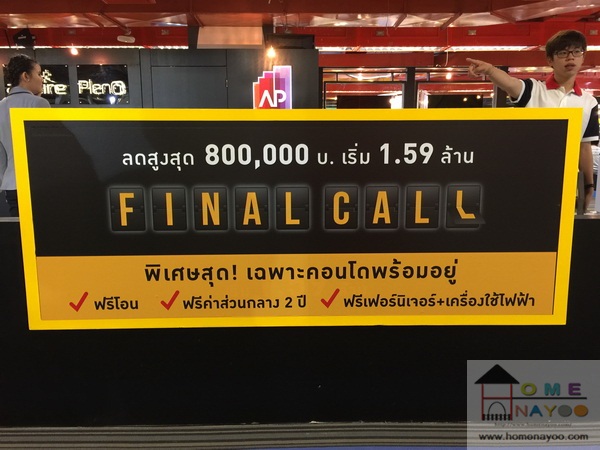 Pleno
AP
ลดสูงสุด 800,000 บ. เริ่ม 1.59 ล้าน
FINAL CALL
พิเศษสุด! เฉพาะคอนโดพร้อมอยู่
✓ ฟรีโอน ✓ ฟรีค่าส่วนกลาง 2 ปี ✓ ฟรีเฟอร์นิเจอร์+เครื่องใช้ไฟฟ้า
HOME
NAYOO
www.homenayoo.com